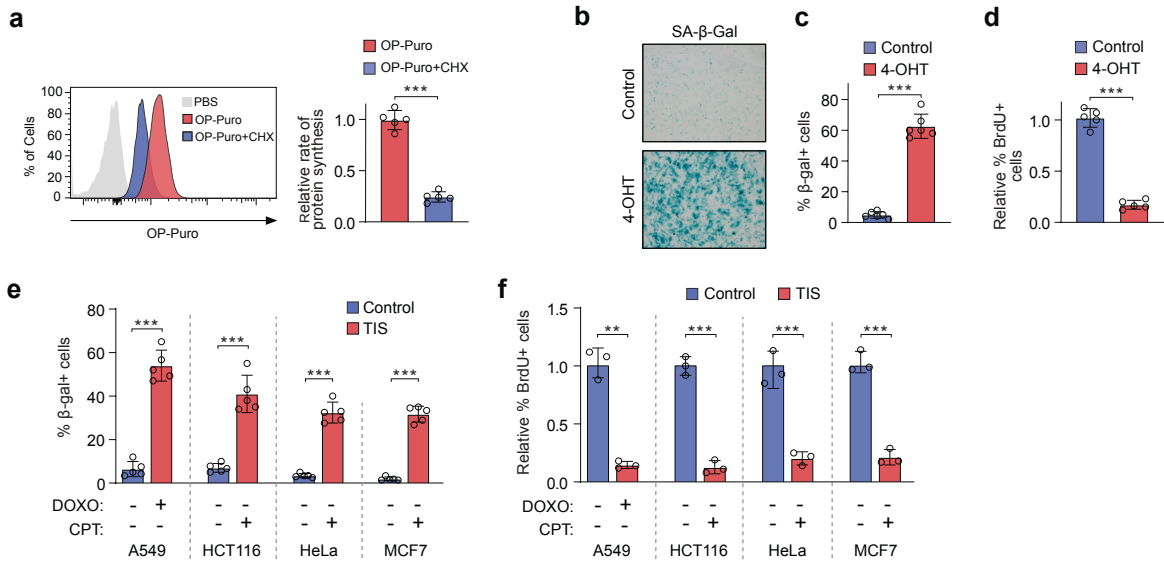 a
PBS
OP-Puro
OP-Puro+CHX
% of Cells
100
80
60
40
20
0
OP-Puro
OP-Puro
OP-Puro+CHX
***
Relative rate of
protein synthesis
1.0
0.5
0.0
b
SA-β-Gal
Control
4-OHT
c
Control
4-OHT
***
% β-gal+ cells
80
60
40
20
0
d
Control
4-OHT
***
Relative % BrdU+
cells
1.0
0.5
0.0
e
Control
TIS
% β-gal+ cells
80
60
40
20
0
*** *** *** ***
DOXO: - + - - - - - -
CPT: - - - + - + - +
A549 HCT116 HeLa MCF7
f
Control TIS
Relative % BrdU+ cells
1.5
1.0
0.5
0.0
** *** *** ***
DOXO: - + - - - - - -
CPT: - - - + - + - +
A549 HCT116 HeLa MCF7